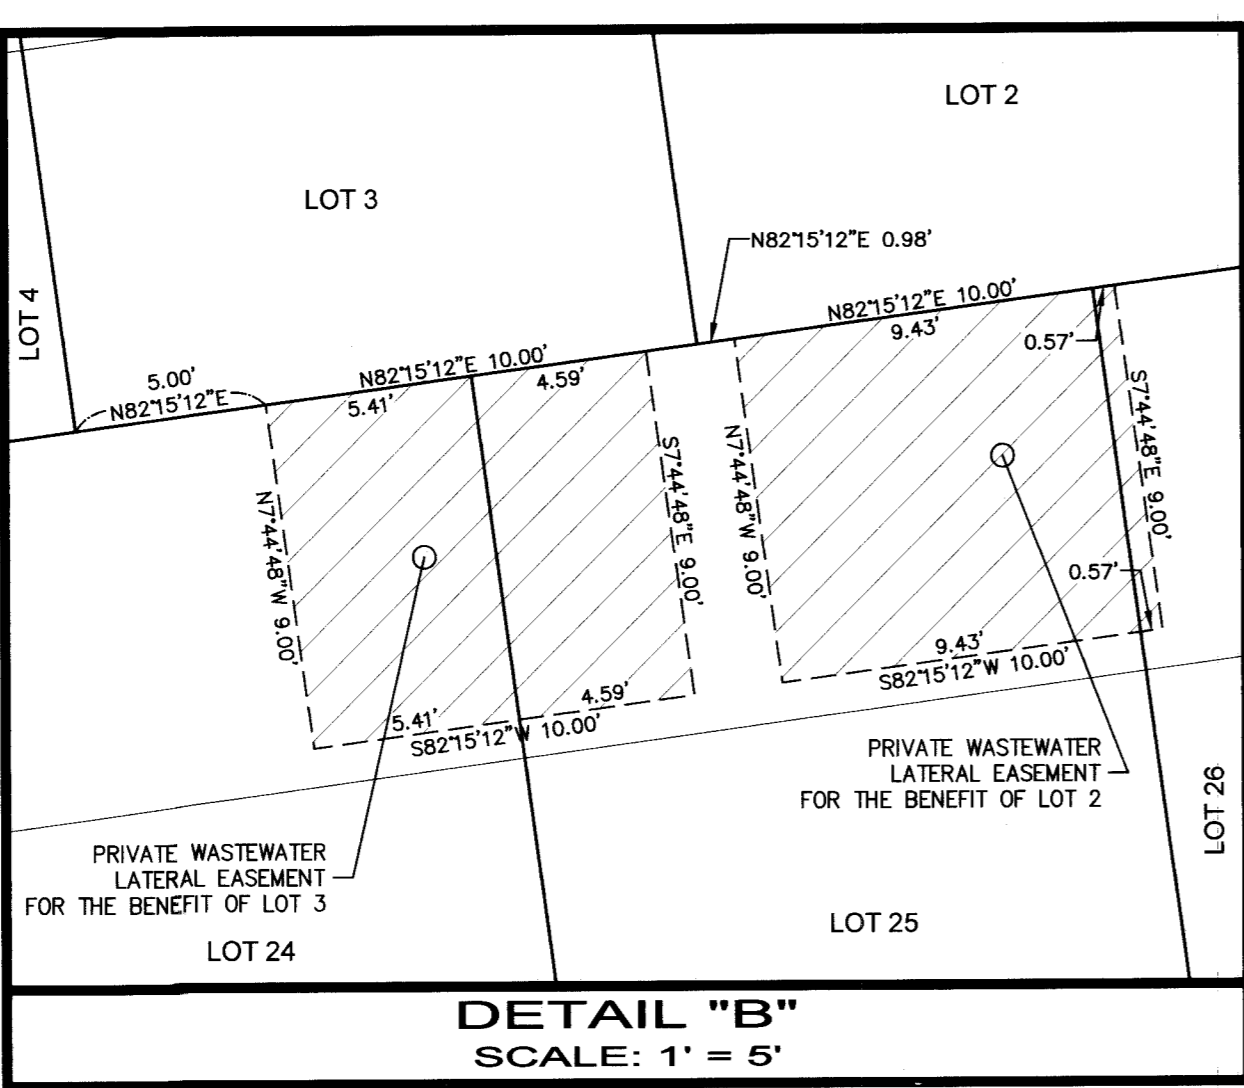 LOT 2
LOT 3
N82°15'12"E 0.98'
LOT 4
N82°15'12"E 10.00'
9.43'
0.57'
N82°15'12"E 10.00'
5.00'
N82°15'12"E
5.41'
4.59'
N7°44'48"W 9.00'
S7°44'48"E 9.00'
N7°44'48"W 9.00'
S7°44'48"E 9.00'
0.57'
9.43'
S82°15'12"W 10.00'
4.59'
5.41'
S82°15'12"W 10.00'
PRIVATE WASTEWATER
LATERAL EASEMENT
FOR THE BENEFIT OF LOT 2
LOT 26
PRIVATE WASTEWATER
LATERAL EASEMENT
FOR THE BENEFIT OF LOT 3
LOT 24
LOT 25
DETAIL "B"
SCALE: 1' = 5'